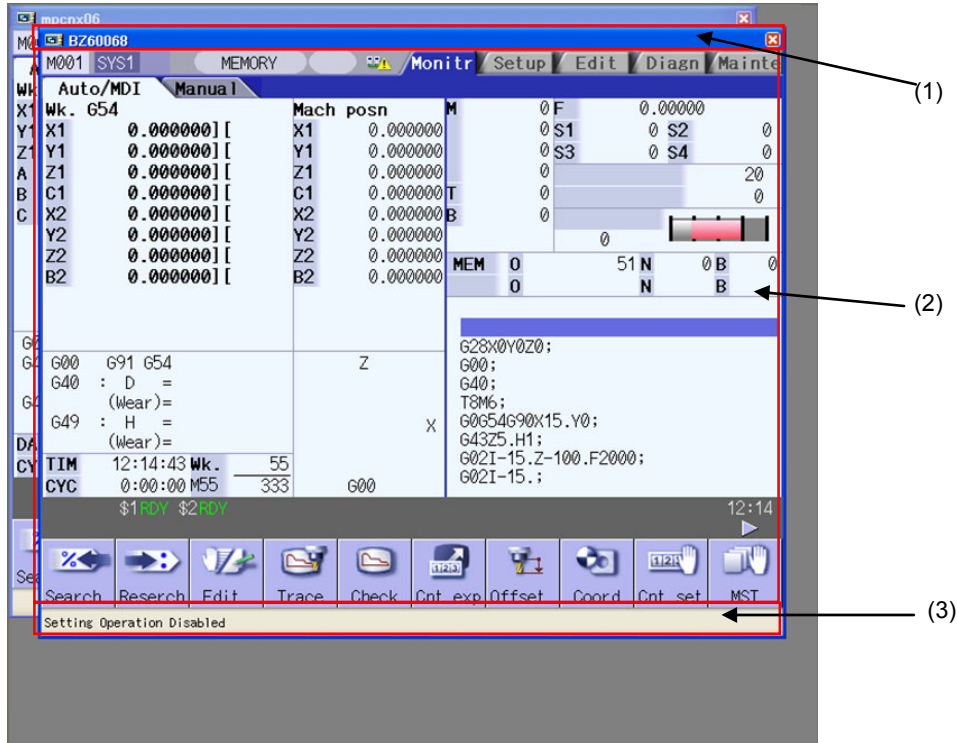 mpcnx06
BZ60068
M001 SYS1 MEMORY Monitr Setup Edit Diagn Mainte
(1)
Auto/MDI Manual
Wk. G54 Mach posn M 0 F 0.00000
X1 0.000000][ X1 0.000000 0 S1 0 S2 0
Y1 0.000000][ Y1 0.000000 0 S3 0 S4 0
Z1 0.000000][ Z1 0.000000 0 20
C1 0.000000][ C1 0.000000 T 0 0
X2 0.000000][ X2 0.000000 B 0
Y2 0.000000][ Y2 0.000000 0
Z2 0.000000][ Z2 0.000000 MEM O 51 N 0 B 0
B2 0.000000][ B2 0.000000 O N B
(2)
G28X0Y0Z0;
G00 G91 G54 Z G00;
G40 : D = G40;
(Wear)= T8M6;
G49 : H = X G0G54G90X15.Y0;
(Wear)= G43Z5.H1;
TIM 12:14:43 Wk. 55 G02I-15.Z-100.F2000;
CYC 0:00:00 M55 333 G00 G02I-15.;
$1RDY $2RDY 12:14
Search Reserch Edit Trace Check Cnt exp Offset Coord Cnt set MST
Setting Operation Disabled
(3)
X1
Y1
Z1
A
B
C